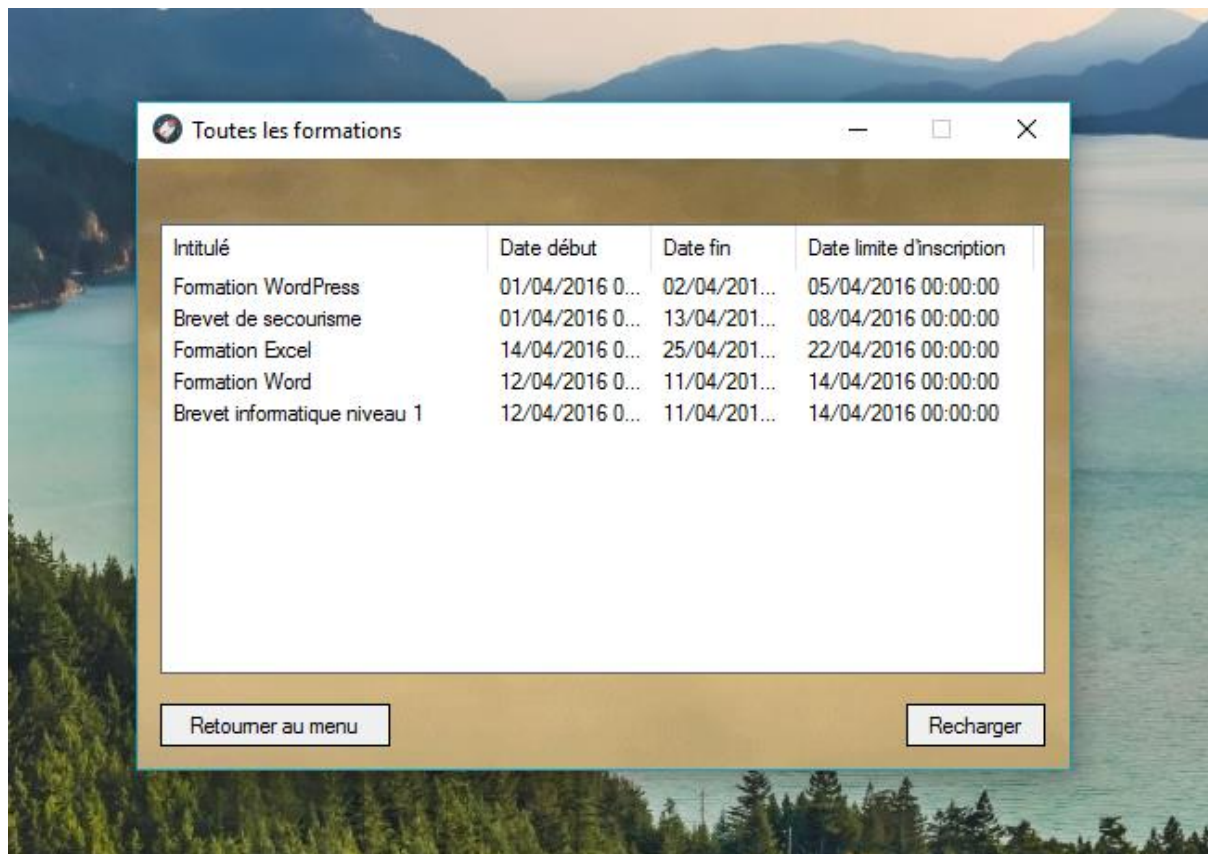 Toutes les formations
Intitulé Date début Date fin Date limite d'inscription
Formation WordPress 01/04/2016 0... 02/04/201... 05/04/2016 00:00:00
Brevet de secourisme 01/04/2016 0... 13/04/201... 08/04/2016 00:00:00
Formation Excel 14/04/2016 0... 25/04/201... 22/04/2016 00:00:00
Formation Word 12/04/2016 0... 11/04/201... 14/04/2016 00:00:00
Brevet informatique niveau 1 12/04/2016 0... 11/04/201... 14/04/2016 00:00:00
Retourner au menu Recharger